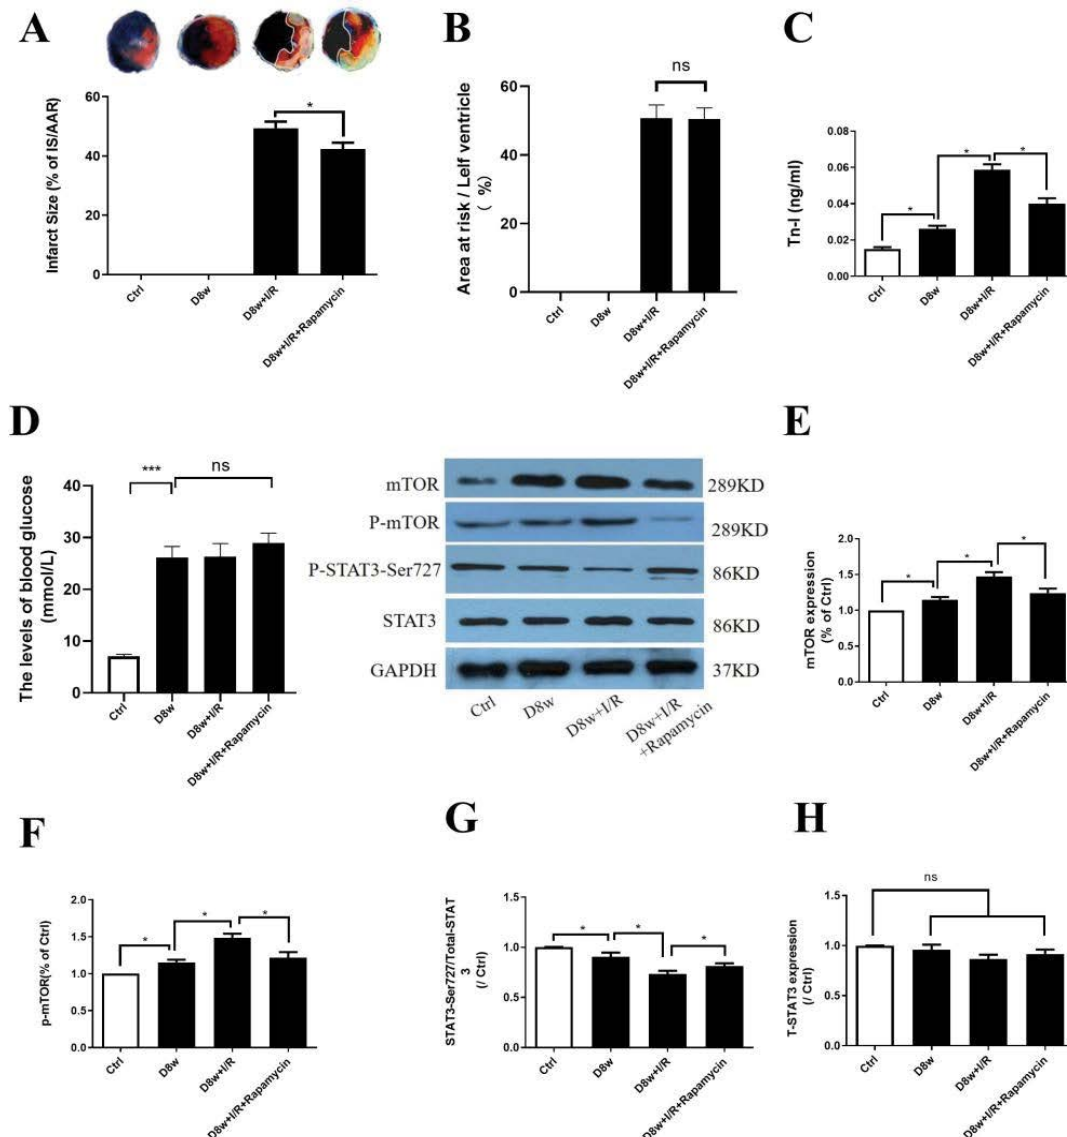 A
Infarct Size (% of IS/AAR)
60
40
20
0
*
Ctrl
D8w
D8w+I/R
D8w+I/R+Rapamycin
B
Area at risk / Lelf ventricle
( %)
60
40
20
0
ns
Ctrl
D8w
D8w+I/R
D8w+I/R+Rapamycin
C
Tn-I (ng/ml)
0.08
0.06
0.04
0.02
0.00
*
*
*
Ctrl
D8w
D8w+I/R
D8w+I/R+Rapamycin
D
The levels of blood glucose
(mmol/L)
40
30
20
10
0
***
ns
Ctrl
D8w
D8w+I/R
D8w+I/R+Rapamycin
mTOR 289KD
P-mTOR 289KD
P-STAT3-Ser727 86KD
STAT3 86KD
GAPDH 37KD
Ctrl
D8w
D8w+I/R
D8w+I/R
+Rapamycin
E
mTOR expression
(% of Ctrl)
2.0
1.5
1.0
0.5
0.0
*
*
*
Ctrl
D8w
D8w+I/R
D8w+I/R+Rapamycin
F
p-mTOR(% of Ctrl)
2.0
1.5
1.0
0.5
0.0
*
*
*
Ctrl
D8w
D8w+I/R
D8w+I/R+Rapamycin
G
STAT3-Ser727/Total-STAT
3
(/ Ctrl)
1.5
1.0
0.5
0.0
*
*
*
Ctrl
D8w
D8w+I/R
D8w+I/R+Rapamycin
H
T-STAT3 expression
(/ Ctrl)
1.5
1.0
0.5
0.0
ns
Ctrl
D8w
D8w+I/R
D8w+I/R+Rapamycin